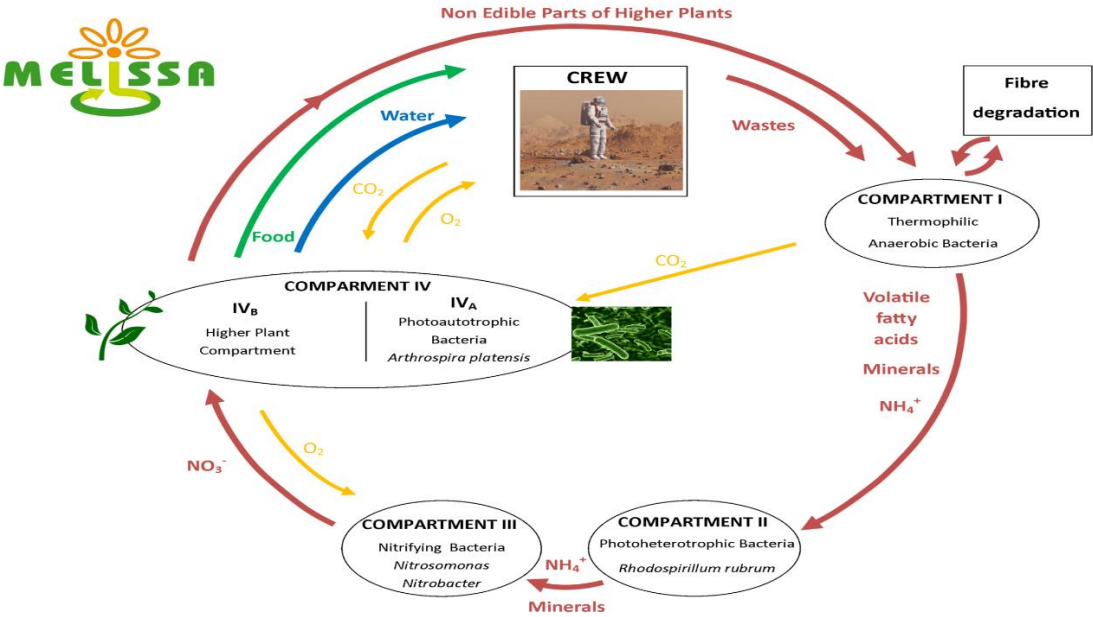 Non Edible Parts of Higher Plants
MELiSSA
CREW
Fibre
degradation
Water
Wastes
CO₂
O₂
Food
COMPARTMENT I
Thermophilic
Anaerobic Bacteria
CO₂
COMPARMENT IV
IV_B
Higher Plant
Compartment
IV_A
Photoautotrophic
Bacteria
Arthrospira platensis
Volatile
fatty
acids
Minerals
NH₄⁺
O₂
NO₃⁻
COMPARTMENT III
Nitrifying Bacteria
Nitrosomonas
Nitrobacter
COMPARTMENT II
Photoheterotrophic Bacteria
Rhodospirillum rubrum
NH₄⁺
Minerals